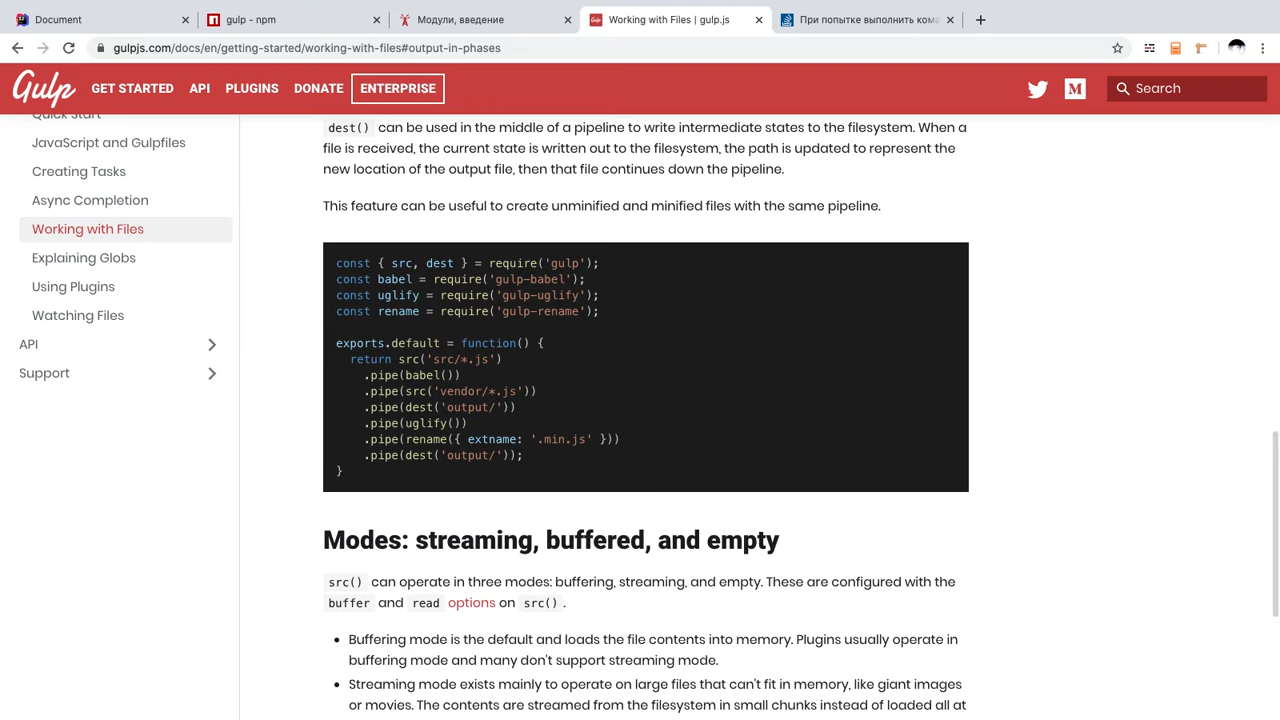 Document
gulp - npm
Модули, введение
Working with Files | gulp.js
При попытке выполнить ком
gulpjs.com/docs/en/getting-started/working-with-files#output-in-phases
Gulp GET STARTED API PLUGINS DONATE ENTERPRISE M Search
Quick Start
JavaScript and Gulpfiles
Creating Tasks
Async Completion
Working with Files
Explaining Globs
Using Plugins
Watching Files
API
Support
dest() can be used in the middle of a pipeline to write intermediate states to the filesystem. When a
file is received, the current state is written out to the filesystem, the path is updated to represent the
new location of the output file, then that file continues down the pipeline.
This feature can be useful to create unminified and minified files with the same pipeline.
const { src, dest } = require('gulp');
const babel = require('gulp-babel');
const uglify = require('gulp-uglify');
const rename = require('gulp-rename');
exports.default = function() {
return src('src/*.js')
.pipe(babel())
.pipe(src('vendor/*.js'))
.pipe(dest('output/'))
.pipe(uglify())
.pipe(rename({ extname: '.min.js' }))
.pipe(dest('output/'));
}
Modes: streaming, buffered, and empty
src() can operate in three modes: buffering, streaming, and empty. These are configured with the
buffer and read options on src().
• Buffering mode is the default and loads the file contents into memory. Plugins usually operate in
buffering mode and many don't support streaming mode.
• Streaming mode exists mainly to operate on large files that can't fit in memory, like giant images
or movies. The contents are streamed from the filesystem in small chunks instead of loaded all at